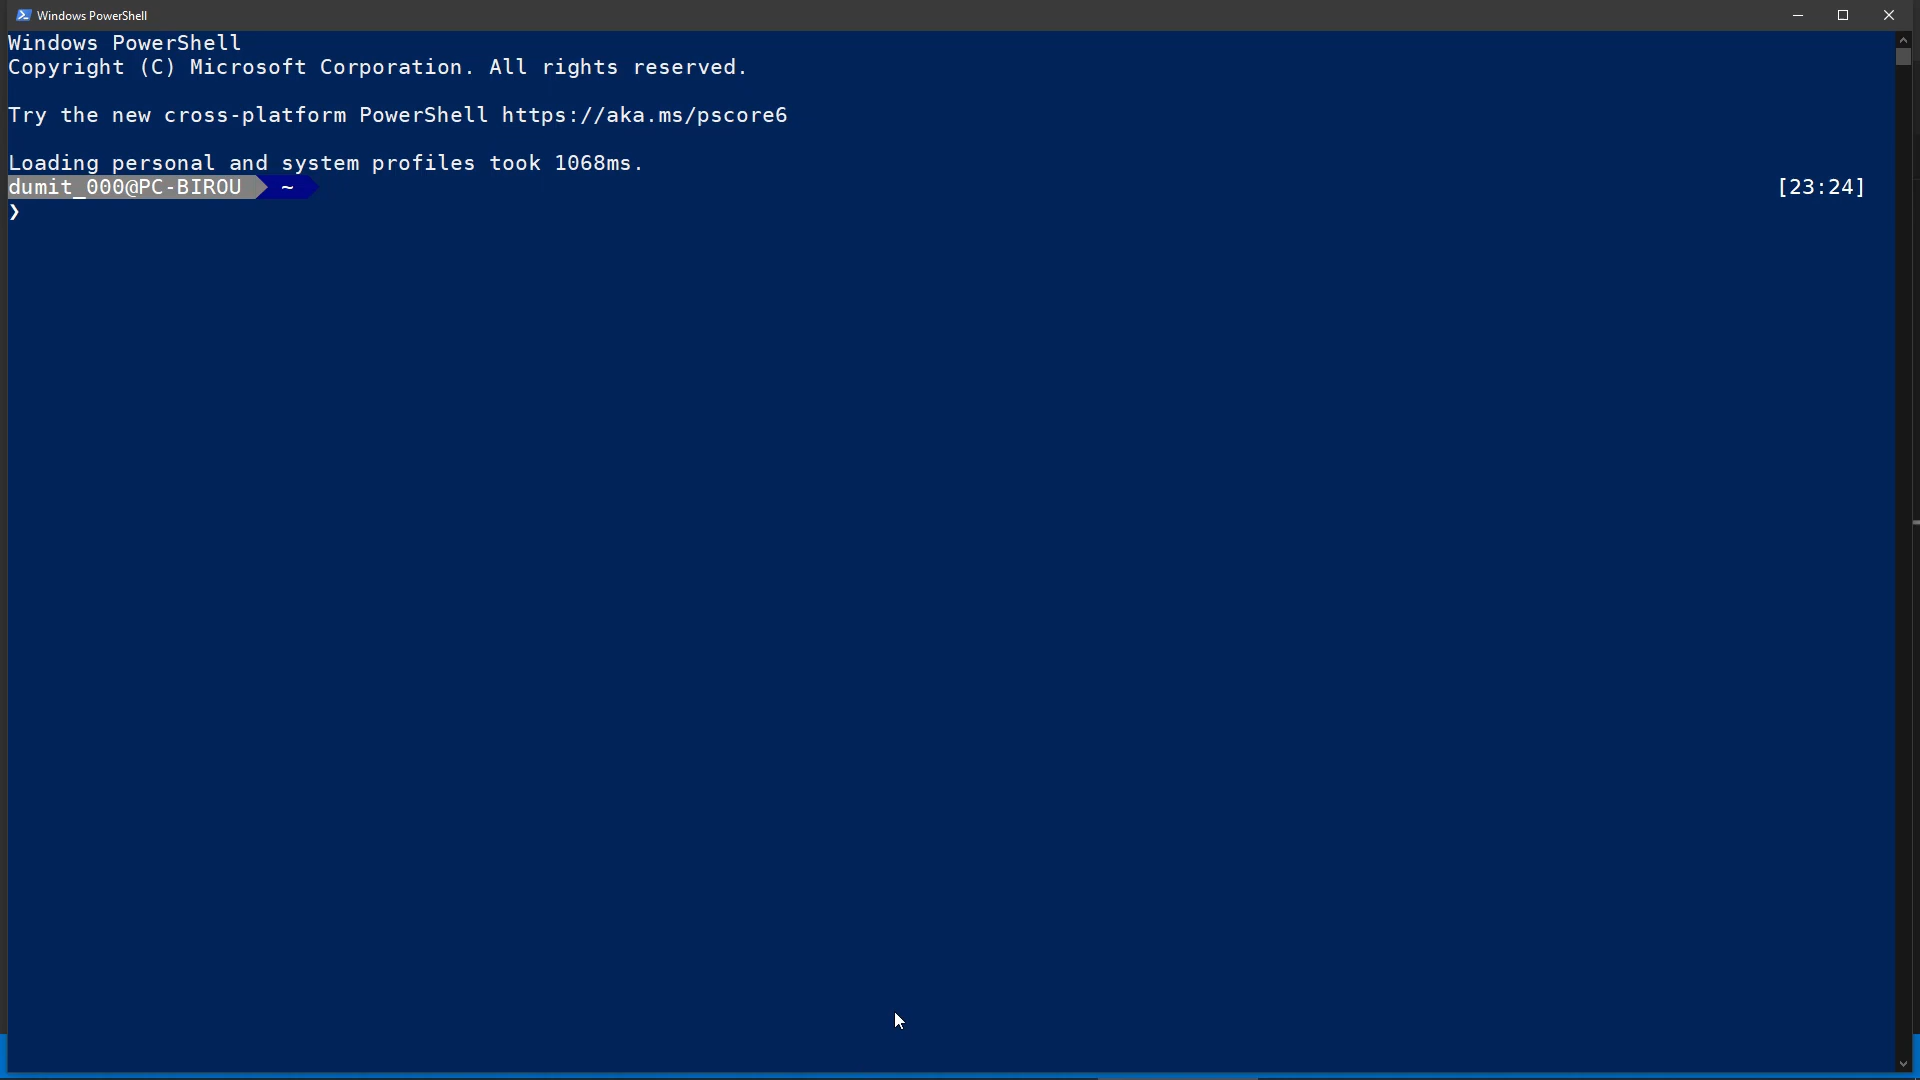 Windows PowerShell
Windows PowerShell
Copyright (C) Microsoft Corporation. All rights reserved.
Try the new cross-platform PowerShell https://aka.ms/pscore6
Loading personal and system profiles took 1068ms.
dumit_000@PC-BIROU ~ [23:24]
❯